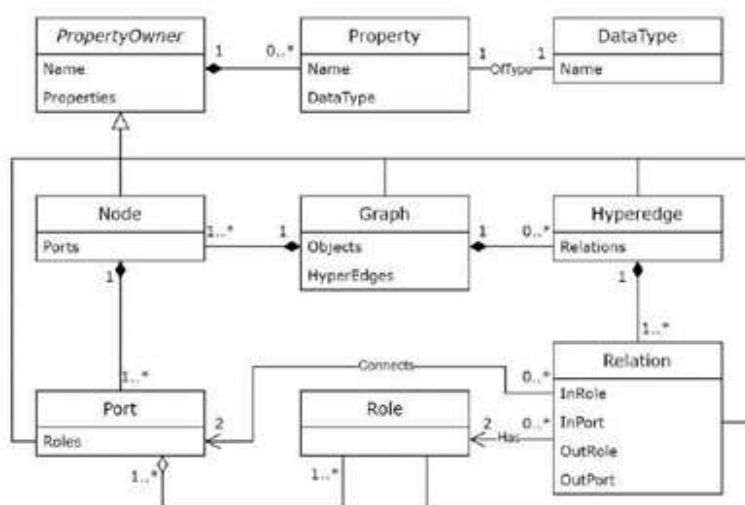 PropertyOwner
Name
Properties
1
0..*
Property
Name
DataType
1
OfType
1
DataType
Name
Node
Ports
1..*
1
Graph
Objects
HyperEdges
1
0..*
Hyperedge
Relations
1
1
1..*
1..*
Port
Roles
2
Connects
0..*
Role
2
Has
0..*
Relation
InRole
InPort
OutRole
OutPort
1..*
1..*